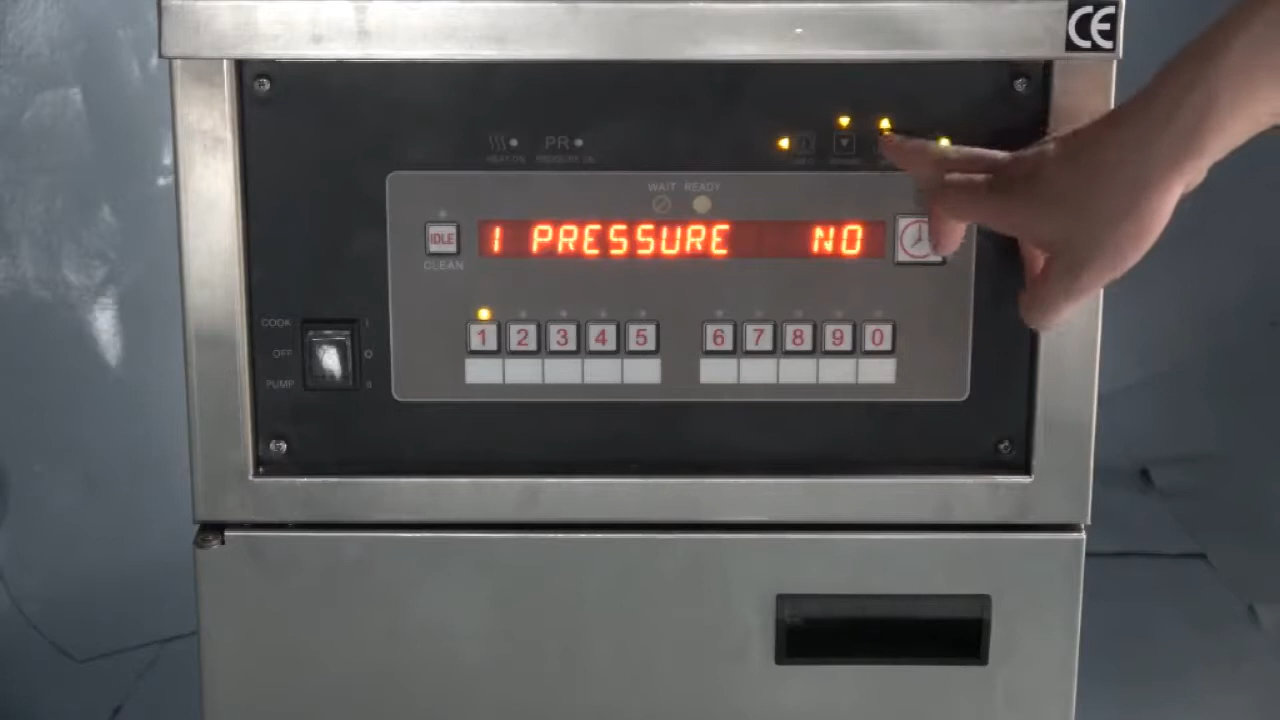 CE
PR
HEAT ON
PRESSURE ON
WAIT READY
IDLE
CLEAN
1 PRESSURE NO
COOK I
OFF O
PUMP II
1 2 3 4 5 6 7 8 9 0